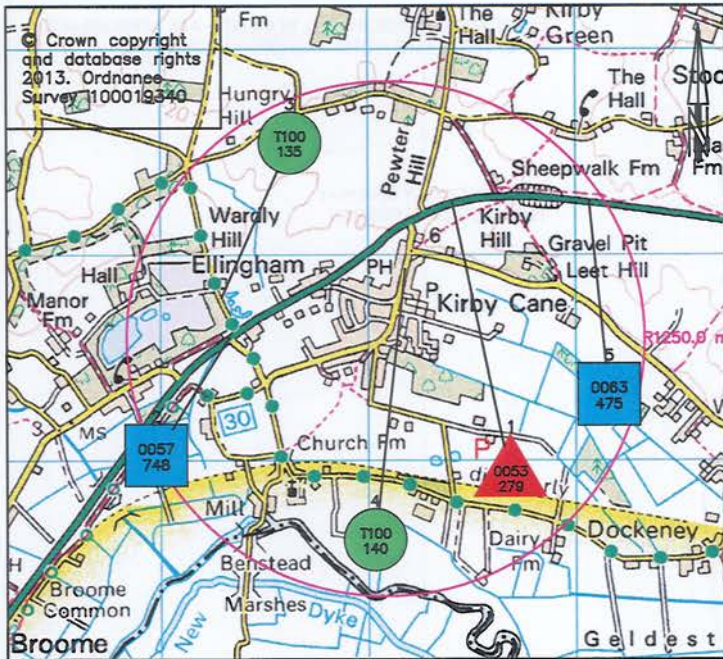 © Crown copyright
and database rights
2013. Ordnance
Survey 100019340
Fm
The
Hall
Kirby
Green
The
Hall
Hungry
Hill
3
T100
135
Pewter
Hill
Sheepwalk Fm
Fm
Wardly
Hill
Kirby
Hill
6
Gravel Pit
5
Leet Hill
Hall
Ellingham
PH
P
Kirby Cane
Manor
Fm
R1250.0 m
5
0063
475
3
MS
30
2
0057
748
Church Fm
P
1
0053
279
Mill
4
T100
140
Dairy
Fm
Dockeney
H
Broome
Common
Benstead
Marshes
New
Dyke
Broome
Geldest